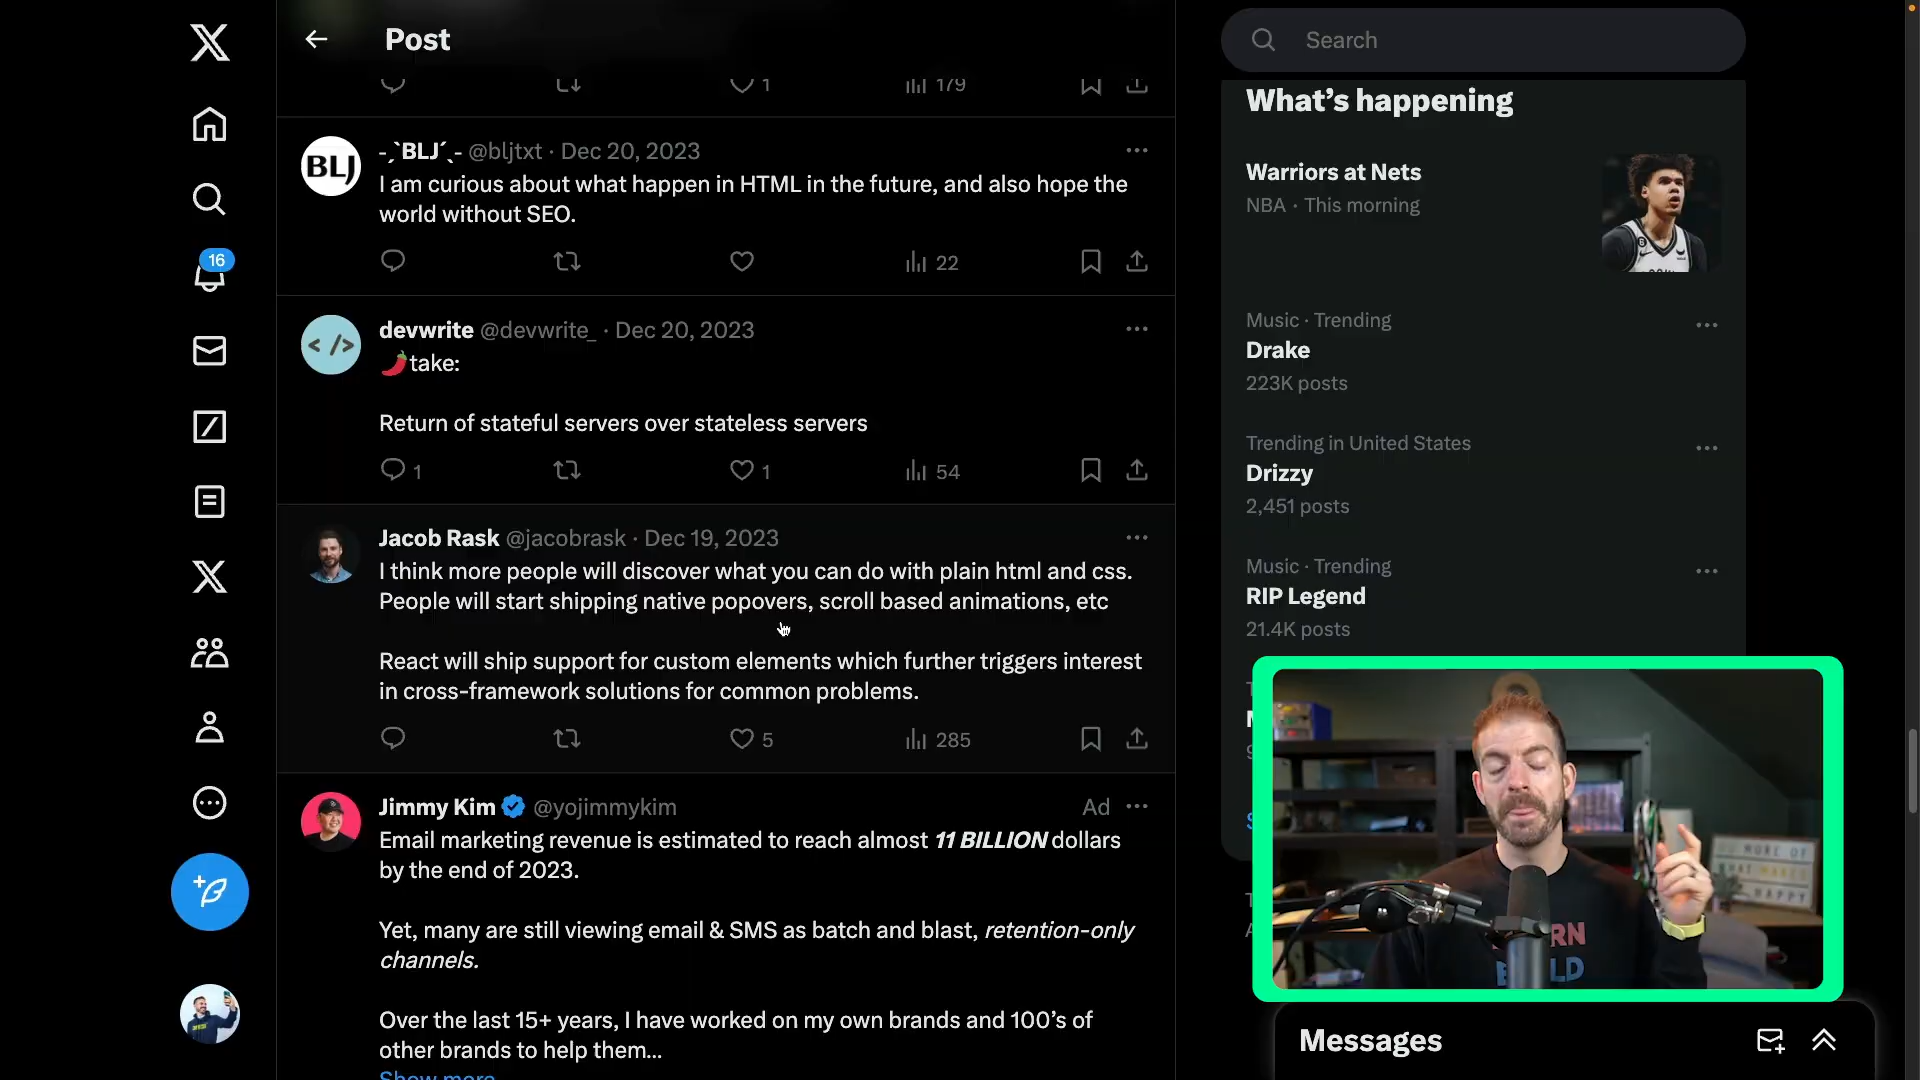 Post
Search
1
179
What's happening
BLJ
-ˏˋBLJˊˎ- @bljtxt · Dec 20, 2023
I am curious about what happen in HTML in the future, and also hope the
world without SEO.
22
Warriors at Nets
NBA · This morning
16
devwrite @devwrite_ · Dec 20, 2023
</>
🌶️take:
Return of stateful servers over stateless servers
1
1
54
Music · Trending
Drake
223K posts
Trending in United States
Drizzy
2,451 posts
Jacob Rask @jacobrask · Dec 19, 2023
I think more people will discover what you can do with plain html and css.
People will start shipping native popovers, scroll based animations, etc
React will ship support for custom elements which further triggers interest
in cross-framework solutions for common problems.
5
285
Music · Trending
RIP Legend
21.4K posts
Jimmy Kim @yojimmykim
Ad
Email marketing revenue is estimated to reach almost 11 BILLION dollars
by the end of 2023.
Yet, many are still viewing email & SMS as batch and blast, retention-only
channels.
Over the last 15+ years, I have worked on my own brands and 100's of
other brands to help them...
Show more
DO MORE OF
WHAT MAKES
HAPPY
Messages